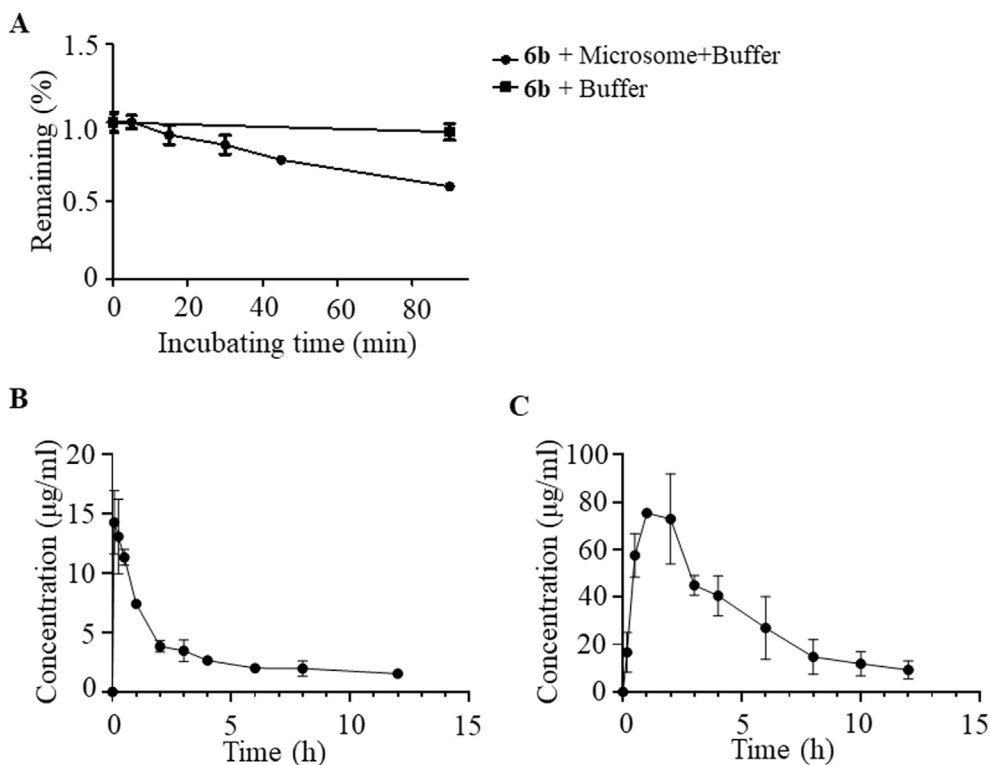 A
1.5
1.0
0.5
0
Remaining (%)
0 20 40 60 80
Incubating time (min)
6b + Microsome+Buffer
6b + Buffer
B
20
15
10
5
0
Concentration (μg/ml)
0 5 10 15
Time (h)
C
100
80
60
40
20
0
Concentration (μg/ml)
0 5 10 15
Time (h)